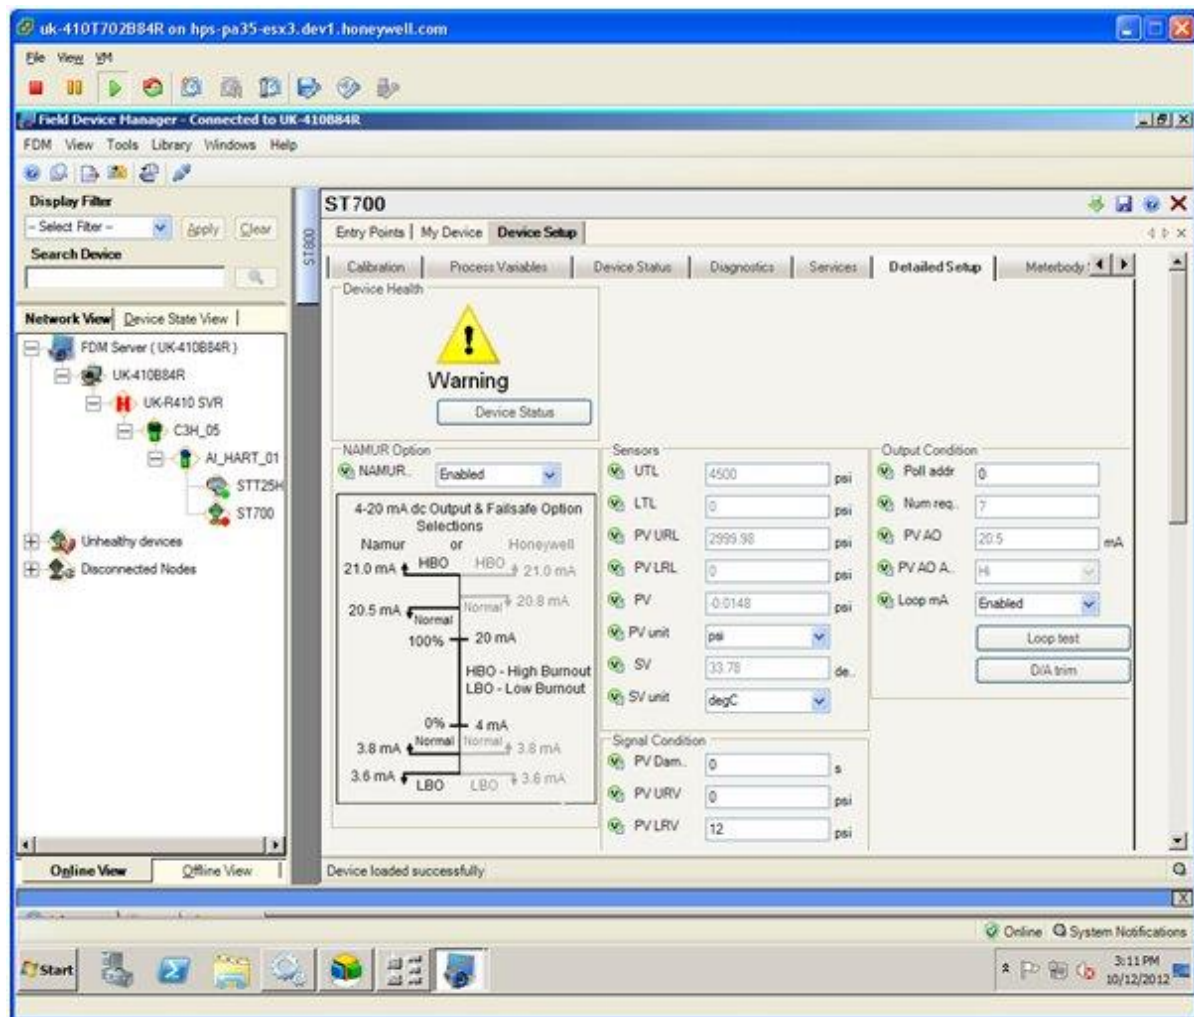 uk-410T702B84R on hps-pa35-esx3.dev1.honeywell.com
File View VM
Field Device Manager - Connected to UK-410B84R
FDM View Tools Library Windows Help
Display Filter
-- Select Filter -- Apply Clear
Search Device
Network View Device State View
FDM Server ( UK-410B84R )
UK-410B84R
UK-R410 SVR
C3H_05
AI_HART_01
STT25H
ST700
Unhealthy devices
Disconnected Nodes
Online View Offline View
ST800
ST700
Entry Points My Device Device Setup
Calibration Process Variables Device Status Diagnostics Services Detailed Setup Meterbody
Device Health
Warning
Device Status
NAMUR Option
NAMUR.. Enabled
4-20 mA dc Output & Failsafe Option
Selections
Namur or Honeywell
21.0 mA HBO HBO 21.0 mA
20.5 mA Normal Normal 20.8 mA
100% 20 mA
HBO - High Burnout
LBO - Low Burnout
0% 4 mA
3.8 mA Normal Normal 3.8 mA
3.6 mA LBO LBO 3.6 mA
Sensors
UTL 4500 psi
LTL 0 psi
PV URL 2999.98 psi
PV LRL 0 psi
PV -0.0148 psi
PV unit psi
SV 33.78 de..
SV unit degC
Signal Condition
PV Dam.. 0 s
PV URV 0 psi
PV LRV 12 psi
Output Condition
Poll addr 0
Num req.. 7
PV AO 20.5 mA
PV AO A.. Hi
Loop mA Enabled
Loop test
D/A trim
Device loaded successfully
Online System Notifications
Start
3:11 PM
10/12/2012